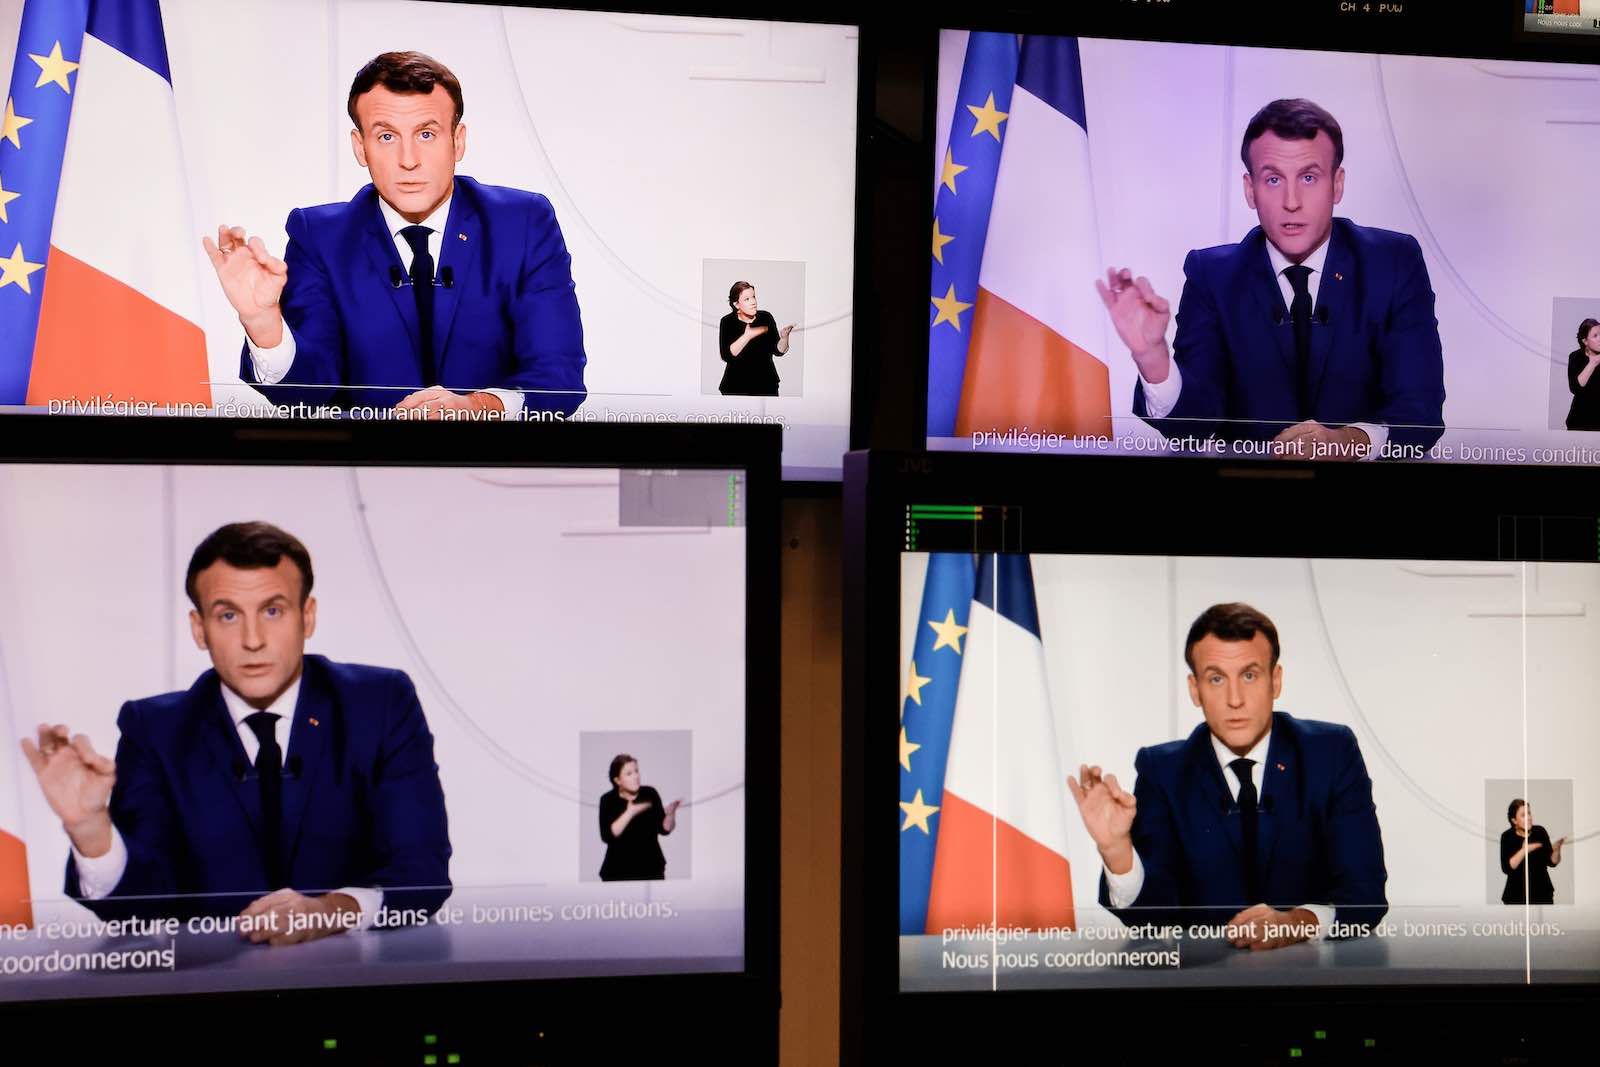 CH 4 PVW
privilégier une réouverture courant janvier dans de bonnes conditions.
privilégier une réouverture courant janvier dans de bonnes conditio
JVC
ne réouverture courant janvier dans de bonnes conditions.
coordonnerons
privilégier une réouverture courant janvier dans de bonnes conditions.
Nous nous coordonnerons